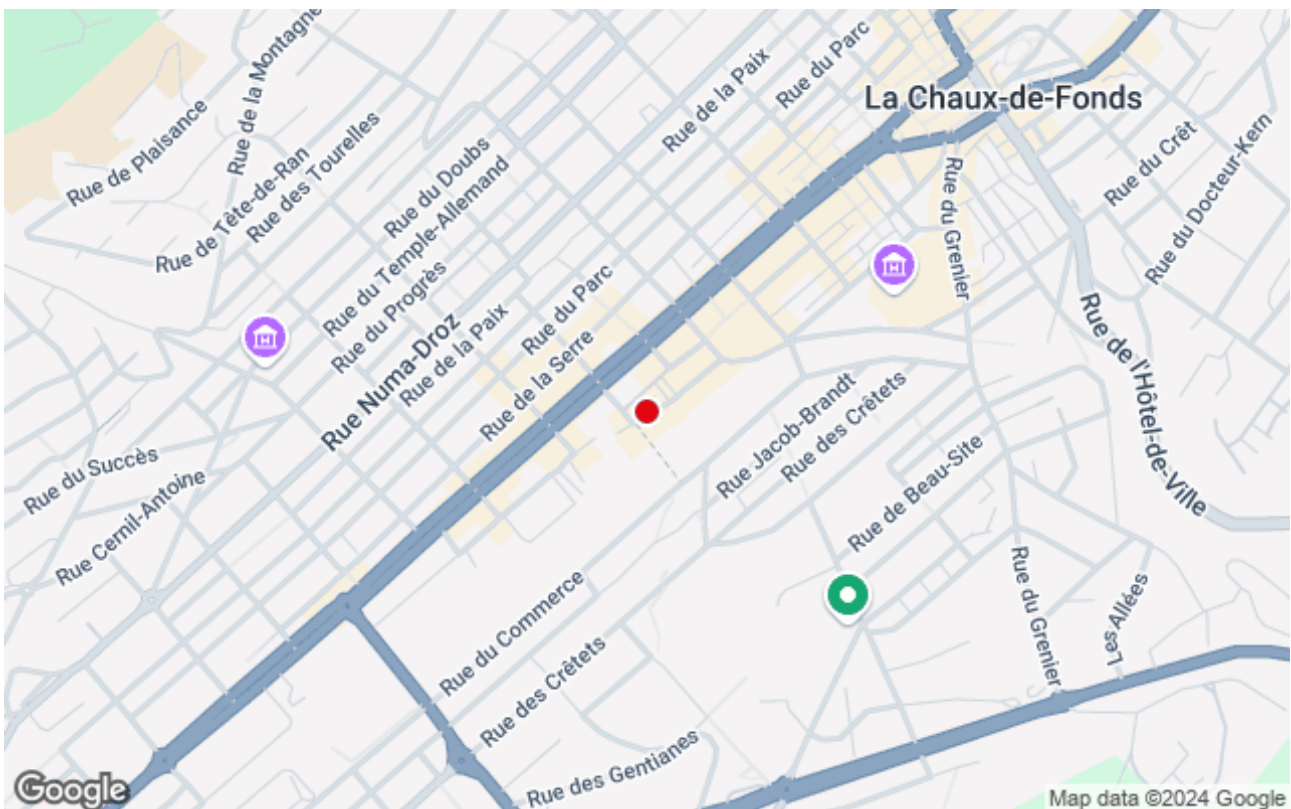 Rue de la Montagne
Rue du Parc
Rue de la Paix
La Chaux-de-Fonds
Rue de Plaisance
Rue des Tourelles
Rue du Doubs
Rue du Crêt
Rue du Docteur-Kern
Rue de Tête-de-Ran
Rue du Temple-Allemand
Rue du Grenier
Rue du Progrès
Rue du Parc
Rue Numa-Droz
Rue de la Paix
Rue de la Serre
Rue de l'Hôtel-de-Ville
Rue Jacob-Brandt
Rue des Crêtets
Rue du Succès
Rue de Beau-Site
Rue Cernil-Antoine
Rue du Commerce
Rue du Grenier
Les Allées
Rue des Crêtets
Rue des Gentianes
Google
Map data ©2024 Google